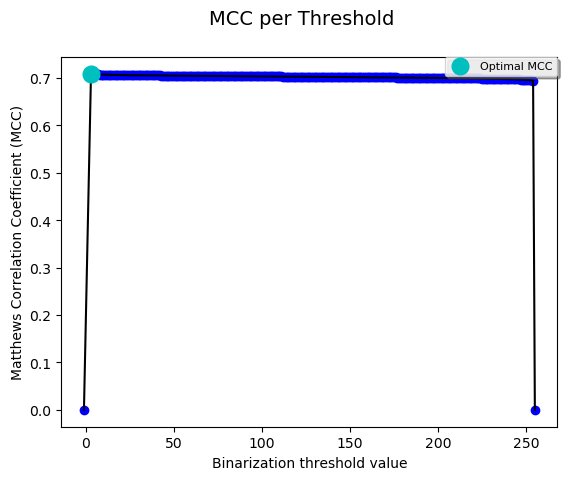 MCC per Threshold
Optimal MCC
Matthews Correlation Coefficient (MCC)
0.7
0.6
0.5
0.4
0.3
0.2
0.1
0.0
0 50 100 150 200 250
Binarization threshold value